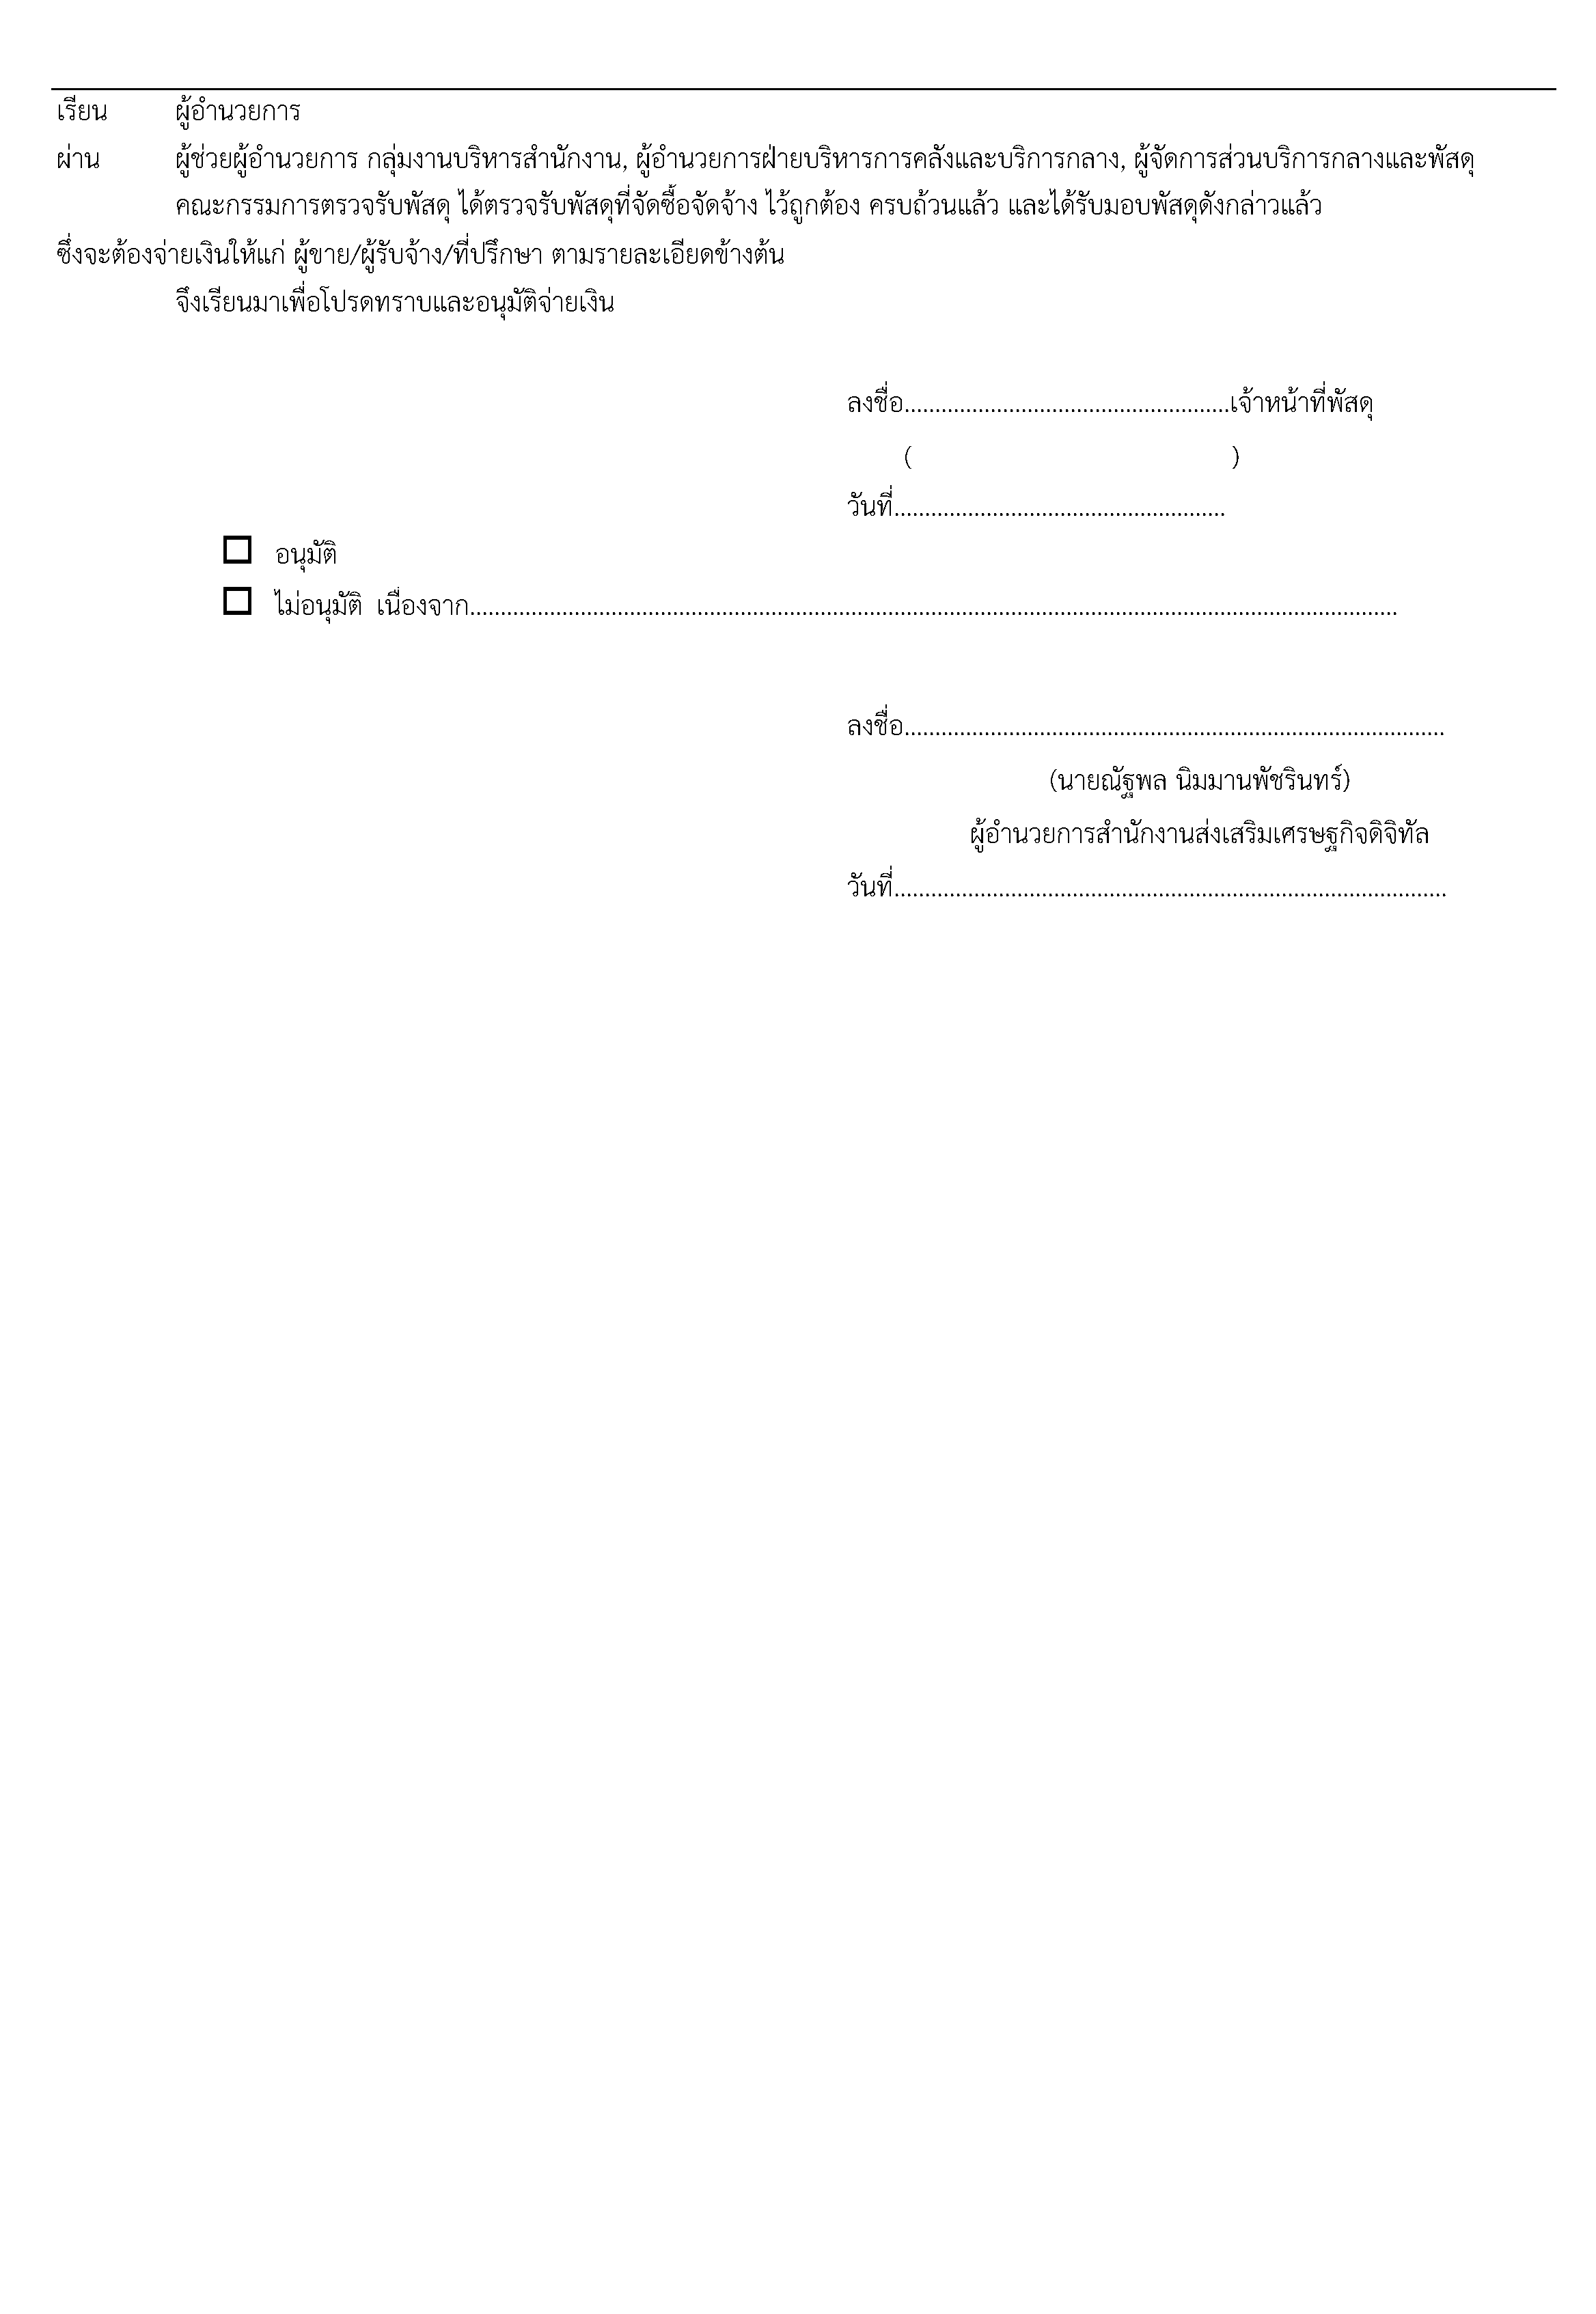 เรียน ผู้อำนวยการ
ผ่าน ผู้ช่วยผู้อำนวยการ กลุ่มงานบริหารสำนักงาน, ผู้อำนวยการฝ่ายบริหารการคลังและบริการกลาง, ผู้จัดการส่วนบริการกลางและพัสดุ
คณะกรรมการตรวจรับพัสดุ ได้ตรวจรับพัสดุที่จัดซื้อจัดจ้าง ไว้ถูกต้อง ครบถ้วนแล้ว และได้รับมอบพัสดุดังกล่าวแล้ว
ซึ่งจะต้องจ่ายเงินให้แก่ ผู้ขาย/ผู้รับจ้าง/ที่ปรึกษา ตามรายละเอียดข้างต้น
จึงเรียนมาเพื่อโปรดทราบและอนุมัติจ่ายเงิน
ลงชื่อ.....................................................เจ้าหน้าที่พัสดุ
( )
วันที่......................................................
☐ อนุมัติ
☐ ไม่อนุมัติ เนื่องจาก.......................................................................................................................................................
ลงชื่อ........................................................................................
(นายณัฐพล นิมมานพัชรินทร์)
ผู้อำนวยการสำนักงานส่งเสริมเศรษฐกิจดิจิทัล
วันที่..........................................................................................